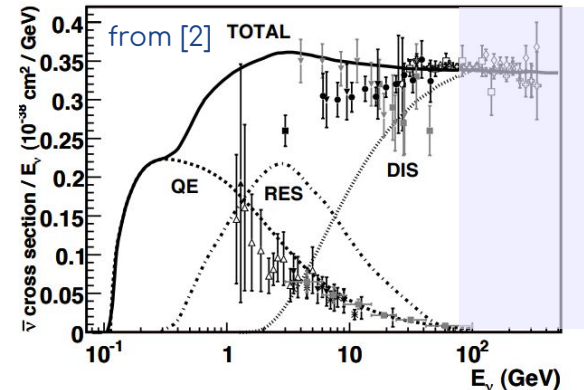 from [2]
TOTAL
QE
RES
DIS
ν̄ cross section / Eν (10⁻³⁸ cm² / GeV)
0.4
0.35
0.3
0.25
0.2
0.15
0.1
0.05
0
10⁻¹
1
10
10²
Eν (GeV)